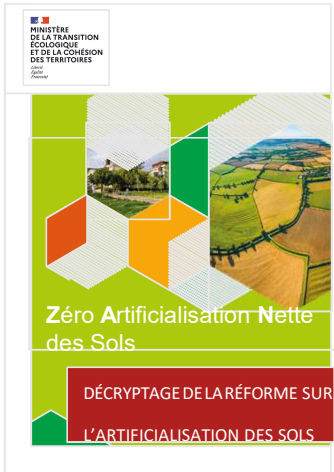 MINISTÈRE
DE LA TRANSITION
ÉCOLOGIQUE
ET DE LA COHÉSION
DES TERRITOIRES
Liberté
Égalité
Fraternité
Zéro Artificialisation Nette
des Sols
DÉCRYPTAGE DE LA RÉFORME SUR
L’ARTIFICIALISATION DES SOLS